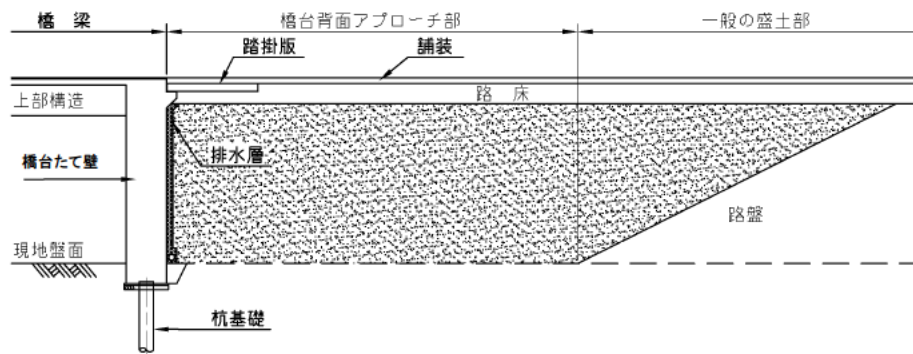 橋 梁
橋台背面アプローチ部
一般の盛土部
踏掛版
舗装
上部構造
路 床
排水層
橋台たて壁
路盤
現地盤面
杭基礎